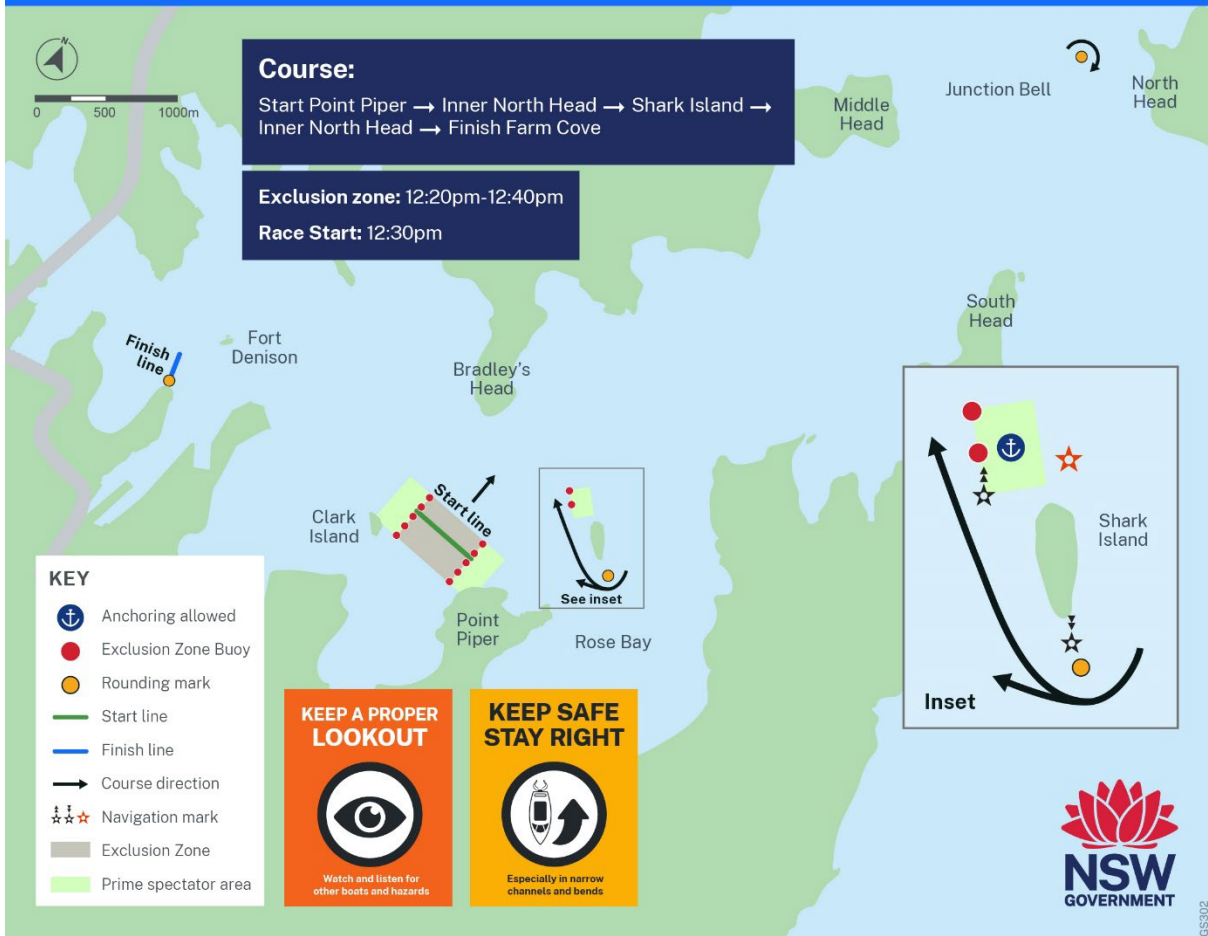 Course:
Start Point Piper → Inner North Head → Shark Island →
Inner North Head → Finish Farm Cove
Exclusion zone: 12:20pm-12:40pm
Race Start: 12:30pm
N
0 500 1000m
Junction Bell
North
Head
Middle
Head
South
Head
Fort
Denison
Finish
line
Bradley's
Head
Start line
Clark
Island
See inset
Point
Piper
Rose Bay
Shark
Island
Inset
KEY
Anchoring allowed
Exclusion Zone Buoy
Rounding mark
Start line
Finish line
Course direction
Navigation mark
Exclusion Zone
Prime spectator area
KEEP A PROPER
LOOKOUT
Watch and listen for
other boats and hazards
KEEP SAFE
STAY RIGHT
Especially in narrow
channels and bends
NSW
GOVERNMENT
GS302